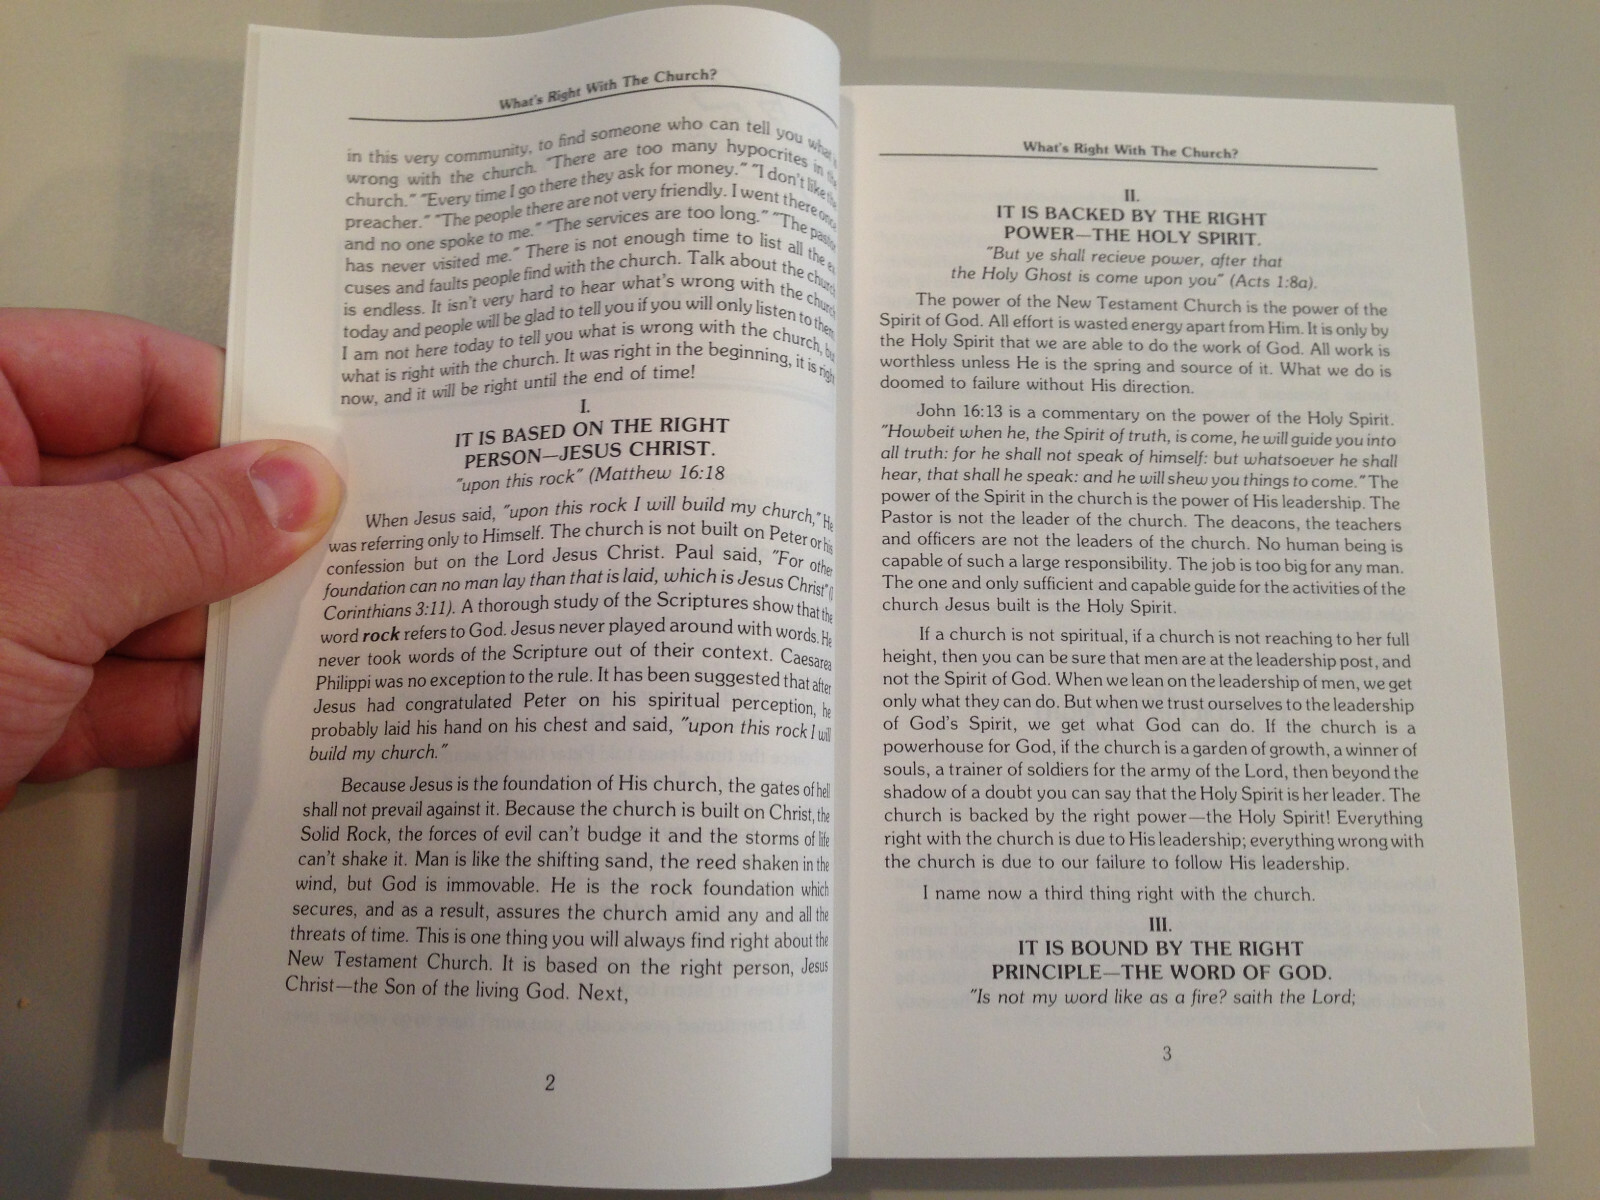 What's Right With The Church?
in this very community, to find someone who can tell you what is
wrong with the church. "There are too many hypocrites in the
church." "Every time I go there they ask for money." "I don't like the
preacher." "The people there are not very friendly. I went there once
and no one spoke to me." "The services are too long." "The pastor
has never visited me." There is not enough time to list all the ex
cuses and faults people find with the church. Talk about the church
is endless. It isn't very hard to hear what's wrong with the church
today and people will be glad to tell you if you will only listen to them.
I am not here today to tell you what is wrong with the church, but
what is right with the church. It was right in the beginning, it is right
now, and it will be right until the end of time!
I.
IT IS BASED ON THE RIGHT
PERSON—JESUS CHRIST.
"upon this rock" (Matthew 16:18
When Jesus said, "upon this rock I will build my church," He
was referring only to Himself. The church is not built on Peter or his
confession but on the Lord Jesus Christ. Paul said, "For other
foundation can no man lay than that is laid, which is Jesus Christ" (I
Corinthians 3:11). A thorough study of the Scriptures show that the
word rock refers to God. Jesus never played around with words. He
never took words of the Scripture out of their context. Caesarea
Philippi was no exception to the rule. It has been suggested that after
Jesus had congratulated Peter on his spiritual perception, he
probably laid his hand on his chest and said, "upon this rock I will
build my church."
Because Jesus is the foundation of His church, the gates of hell
shall not prevail against it. Because the church is built on Christ, the
Solid Rock, the forces of evil can't budge it and the storms of life
can't shake it. Man is like the shifting sand, the reed shaken in the
wind, but God is immovable. He is the rock foundation which
secures, and as a result, assures the church amid any and all the
threats of time. This is one thing you will always find right about the
New Testament Church. It is based on the right person, Jesus
Christ—the Son of the living God. Next,
2
What's Right With The Church?
II.
IT IS BACKED BY THE RIGHT
POWER—THE HOLY SPIRIT.
"But ye shall recieve power, after that
the Holy Ghost is come upon you" (Acts 1:8a).
The power of the New Testament Church is the power of the
Spirit of God. All effort is wasted energy apart from Him. It is only by
the Holy Spirit that we are able to do the work of God. All work is
worthless unless He is the spring and source of it. What we do is
doomed to failure without His direction.
John 16:13 is a commentary on the power of the Holy Spirit.
"Howbeit when he, the Spirit of truth, is come, he will guide you into
all truth: for he shall not speak of himself: but whatsoever he shall
hear, that shall he speak: and he will shew you things to come." The
power of the Spirit in the church is the power of His leadership. The
Pastor is not the leader of the church. The deacons, the teachers
and officers are not the leaders of the church. No human being is
capable of such a large responsibility. The job is too big for any man.
The one and only sufficient and capable guide for the activities of the
church Jesus built is the Holy Spirit.
If a church is not spiritual, if a church is not reaching to her full
height, then you can be sure that men are at the leadership post, and
not the Spirit of God. When we lean on the leadership of men, we get
only what they can do. But when we trust ourselves to the leadership
of God's Spirit, we get what God can do. If the church is a
powerhouse for God, if the church is a garden of growth, a winner of
souls, a trainer of soldiers for the army of the Lord, then beyond the
shadow of a doubt you can say that the Holy Spirit is her leader. The
church is backed by the right power—the Holy Spirit! Everything
right with the church is due to His leadership; everything wrong with
the church is due to our failure to follow His leadership.
I name now a third thing right with the church.
III.
IT IS BOUND BY THE RIGHT
PRINCIPLE—THE WORD OF GOD.
"Is not my word like as a fire? saith the Lord;
3